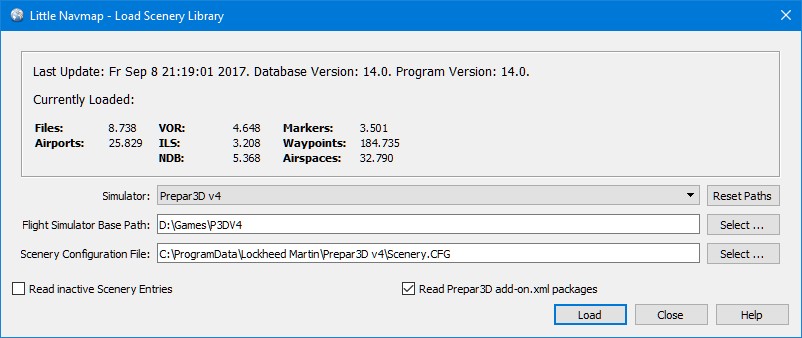 Little Navmap - Load Scenery Library
Last Update: Fr Sep 8 21:19:01 2017. Database Version: 14.0. Program Version: 14.0.
Currently Loaded:
Files: 8.738 VOR: 4.648 Markers: 3.501
Airports: 25.829 ILS: 3.208 Waypoints: 184.735
NDB: 5.368 Airspaces: 32.790
Simulator: Prepar3D v4 Reset Paths
Flight Simulator Base Path: D:\Games\P3DV4 Select ...
Scenery Configuration File: C:\ProgramData\Lockheed Martin\Prepar3D v4\Scenery.CFG Select ...
Read inactive Scenery Entries Read Prepar3D add-on.xml packages
Load Close Help